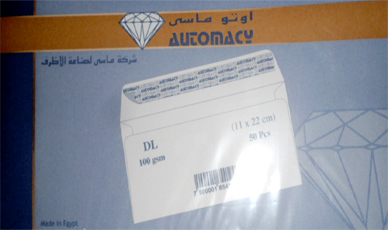 اوتو ماسى
AUTOMACY
شركة ماسى لصناعة الأظرف
DL
(11 x 22 cm)
100 gsm
50 Pcs
Made in Egypt